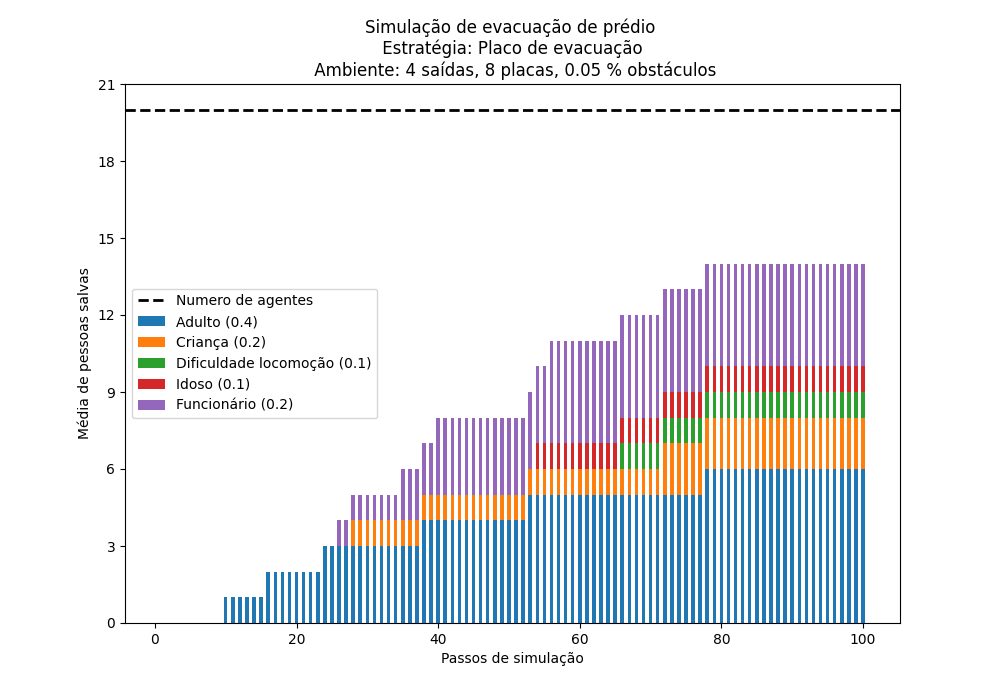 Simulação de evacuação de prédio
Estratégia: Placo de evacuação
Ambiente: 4 saídas, 8 placas, 0.05 % obstáculos
21
18
15
12
9
6
3
0
Média de pessoas salvas
Numero de agentes
Adulto (0.4)
Criança (0.2)
Dificuldade locomoção (0.1)
Idoso (0.1)
Funcionário (0.2)
0 20 40 60 80 100
Passos de simulação